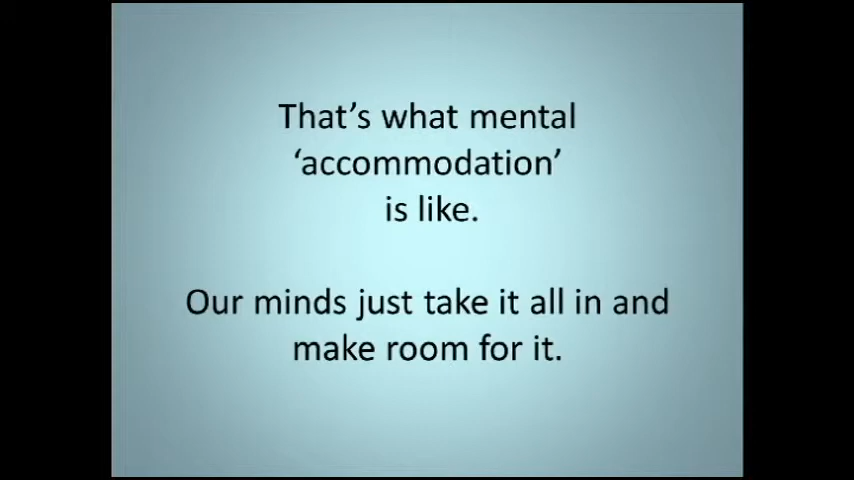 That’s what mental
‘accommodation’
is like.
Our minds just take it all in and
make room for it.